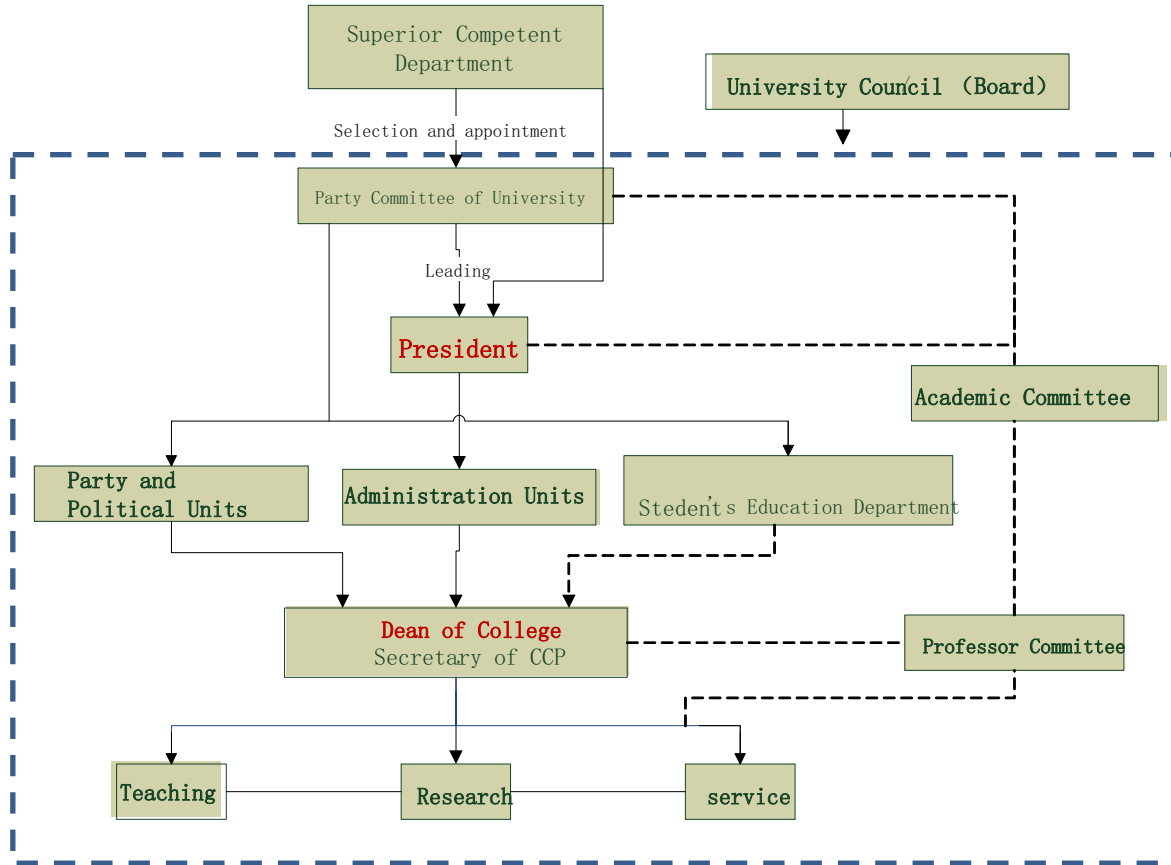 Superior Competent
Department
University Council (Board)
Selection and appointment
Party Committee of University
Leading
President
Academic Committee
Party and
Political Units
Administration Units
Stedent's Education Department
Dean of College
Secretary of CCP
Professor Committee
Teaching
Research
service